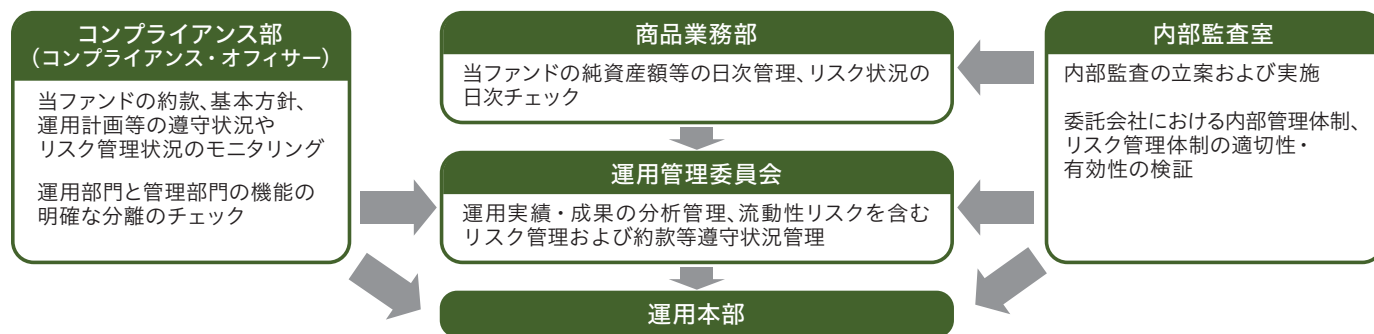 コンプライアンス部
（コンプライアンス・オフィサー）
当ファンドの約款、基本方針、
運用計画等の遵守状況や
リスク管理状況のモニタリング
運用部門と管理部門の機能の
明確な分離のチェック
商品業務部
当ファンドの純資産額等の日次管理、リスク状況の
日次チェック
運用管理委員会
運用実績・成果の分析管理、流動性リスクを含む
リスク管理および約款等遵守状況管理
運用本部
内部監査室
内部監査の立案および実施
委託会社における内部管理体制、
リスク管理体制の適切性・
有効性の検証